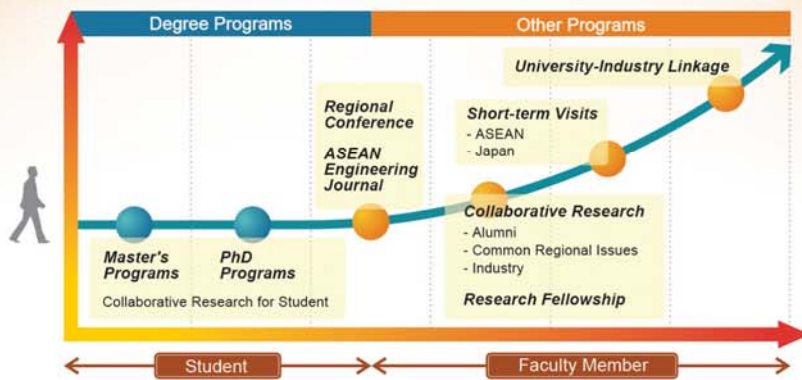 Degree Programs
Other Programs
University-Industry Linkage
Regional
Conference
ASEAN
Engineering
Journal
Short-term Visits
- ASEAN
- Japan
Master's
Programs
PhD
Programs
Collaborative Research for Student
Collaborative Research
- Alumni
- Common Regional Issues
- Industry
Research Fellowship
Student
Faculty Member